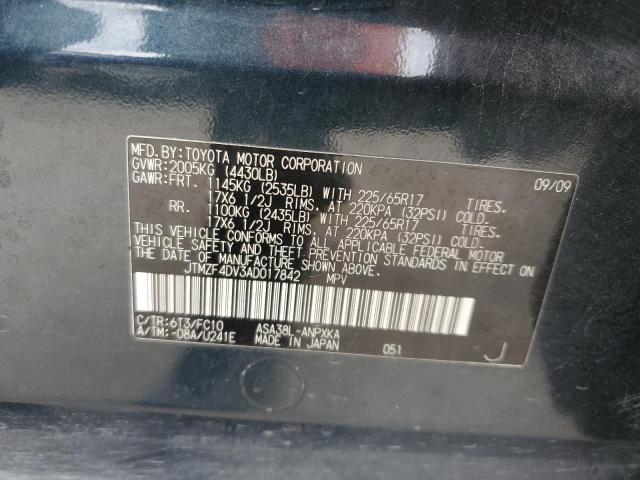 MFD.BY:TOYOTA MOTOR CORPORATION 09/09
GVWR:2005KG (4430LB)
GAWR:FRT. 1145KG (2535LB) WITH 225/65R17 TIRES.
17X6 1/2J RIMS. AT 220KPA (32PSI) COLD.
RR. 1100KG (2435LB) WITH 225/65R17 TIRES.
17X6 1/2J RIMS. AT 220KPA (32PSI) COLD.
THIS VEHICLE CONFORMS TO ALL APPLICABLE FEDERAL MOTOR
VEHICLE SAFETY AND THEFT PREVENTION STANDARDS IN EFFECT ON
THE DATE OF MANUFACTURE SHOWN ABOVE.
JTMZF4DV3AD017842 MPV
C/TR:6T3/FC10 ASA38L-ANPXKA
A/TM:-08A/U241E MADE IN JAPAN 051 J